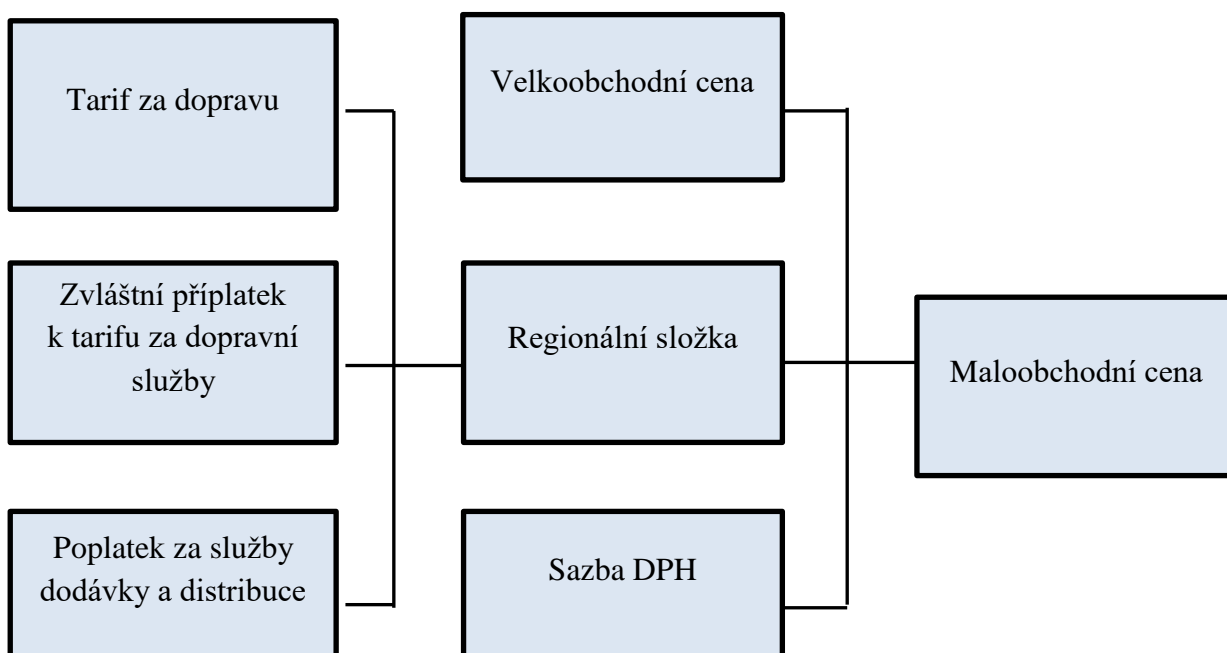 Tarif za dopravu
Zvláštní příplatek
k tarifu za dopravní
služby
Poplatek za služby
dodávky a distribuce
Velkoobchodní cena
Regionální složka
Sazba DPH
Maloobchodní cena